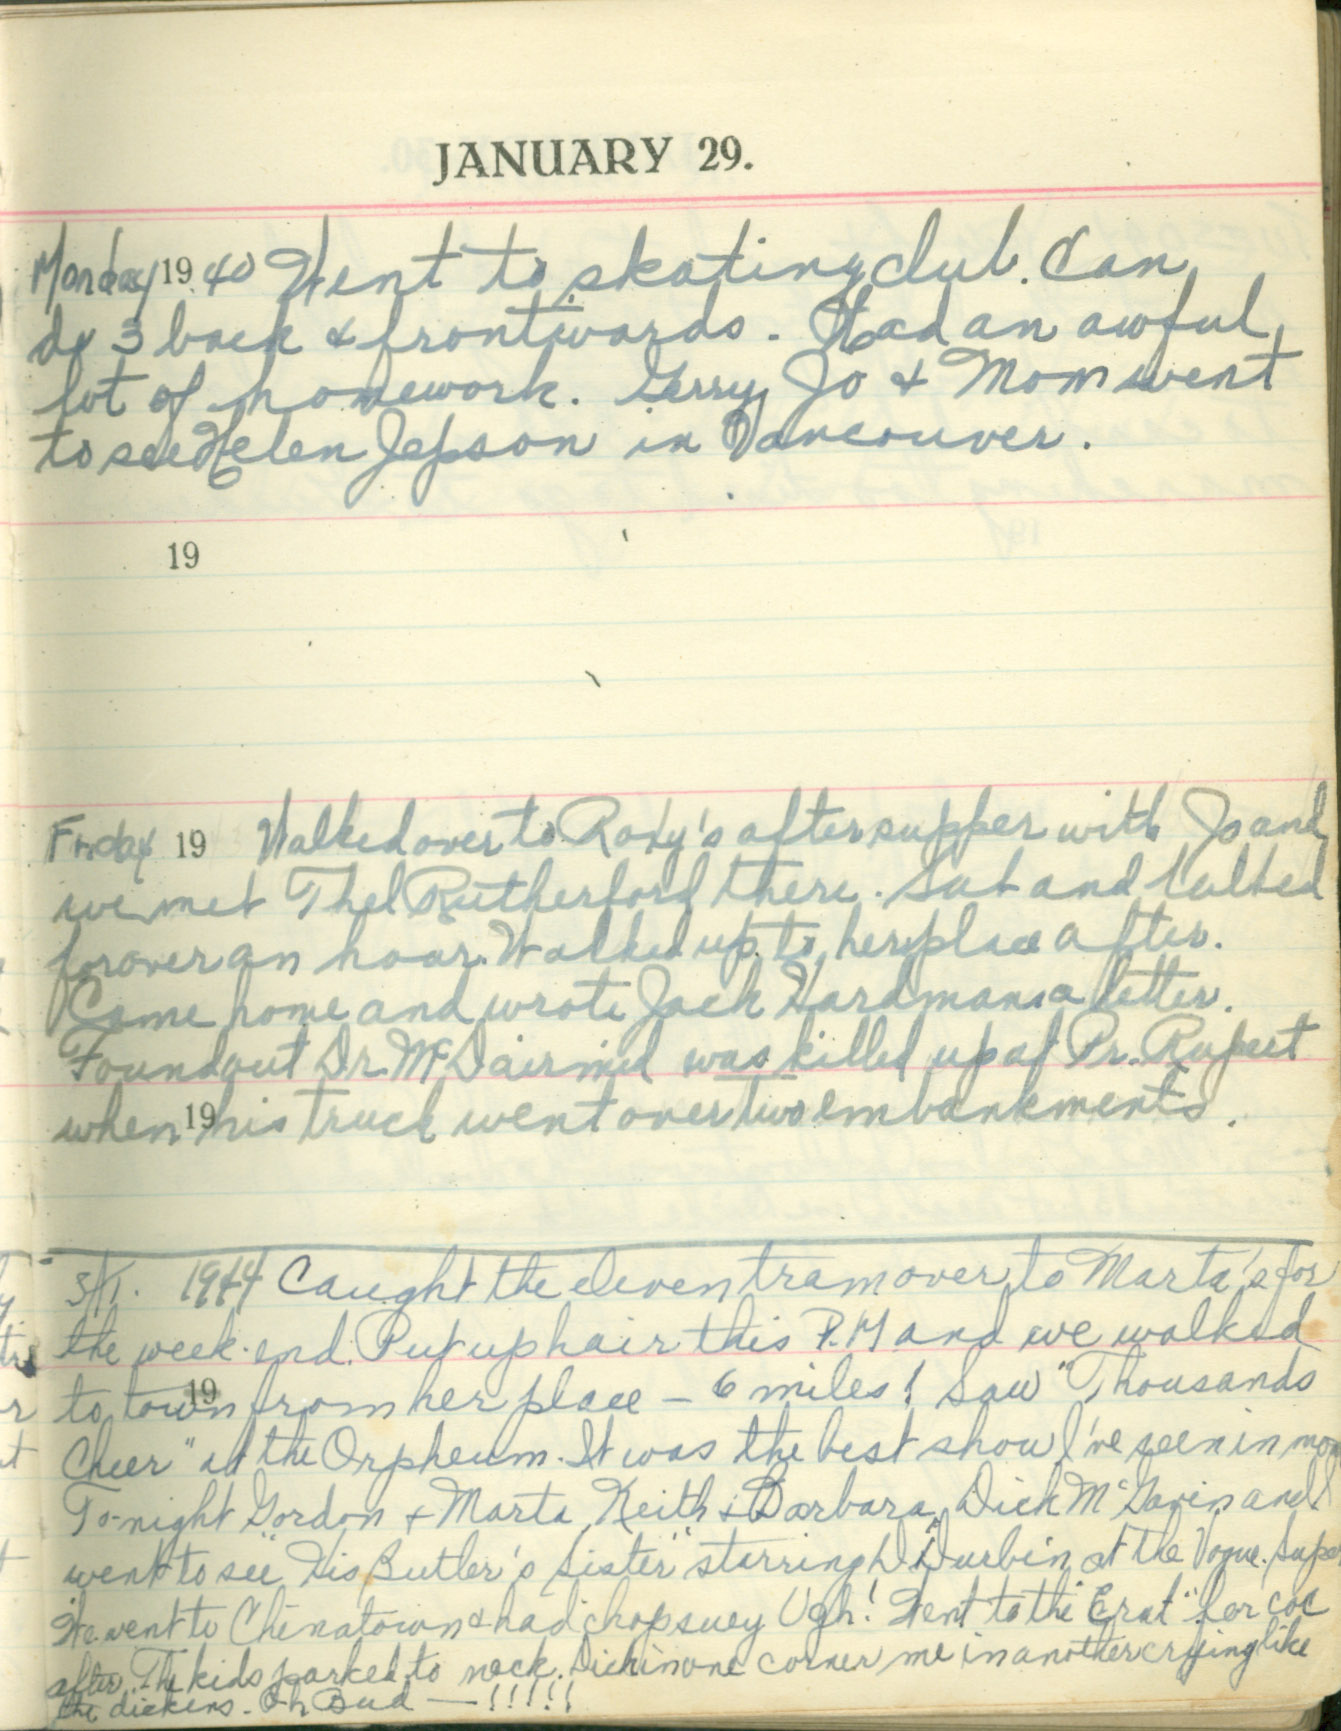 JANUARY 29.
Monday 1940 Went to skating club. Can
do 3 back & frontwards. Had an awful
lot of homework. Gerry, Jo & Mom went
to see Helen Jepson in Vancouver.
19
Friday 19 Walked over to Roxy's after supper with Jo and
we met Thel Rutherford there. Sat and talked
for over an hour. Walked up to her place after.
Came home and wrote Jack Hardman a letter.
Found out Dr. McDairmid was killed up at Pr. Rupert
when 19 his truck went over two embankments.
Sat. 1944 Caught the eleven tram over to Marta's for
the week-end. Put up hair this P.M and we walked
to town 19 from her place - 6 miles! Saw "Thousands
Cheer" at the Orpheum. It was the best show I've seen in
To-night Gordon & Marta, Keith & Barbara, Dick McGavin and I
went to see "His Butler's Sister" starring D. Durbin at the Vogue.
We went to Chinatown & had chop suey Ugh! Went to the for
after. The kids parked to neck. Dick in one corner me in another crying like
the dickens. Oh Bud — !!!!!